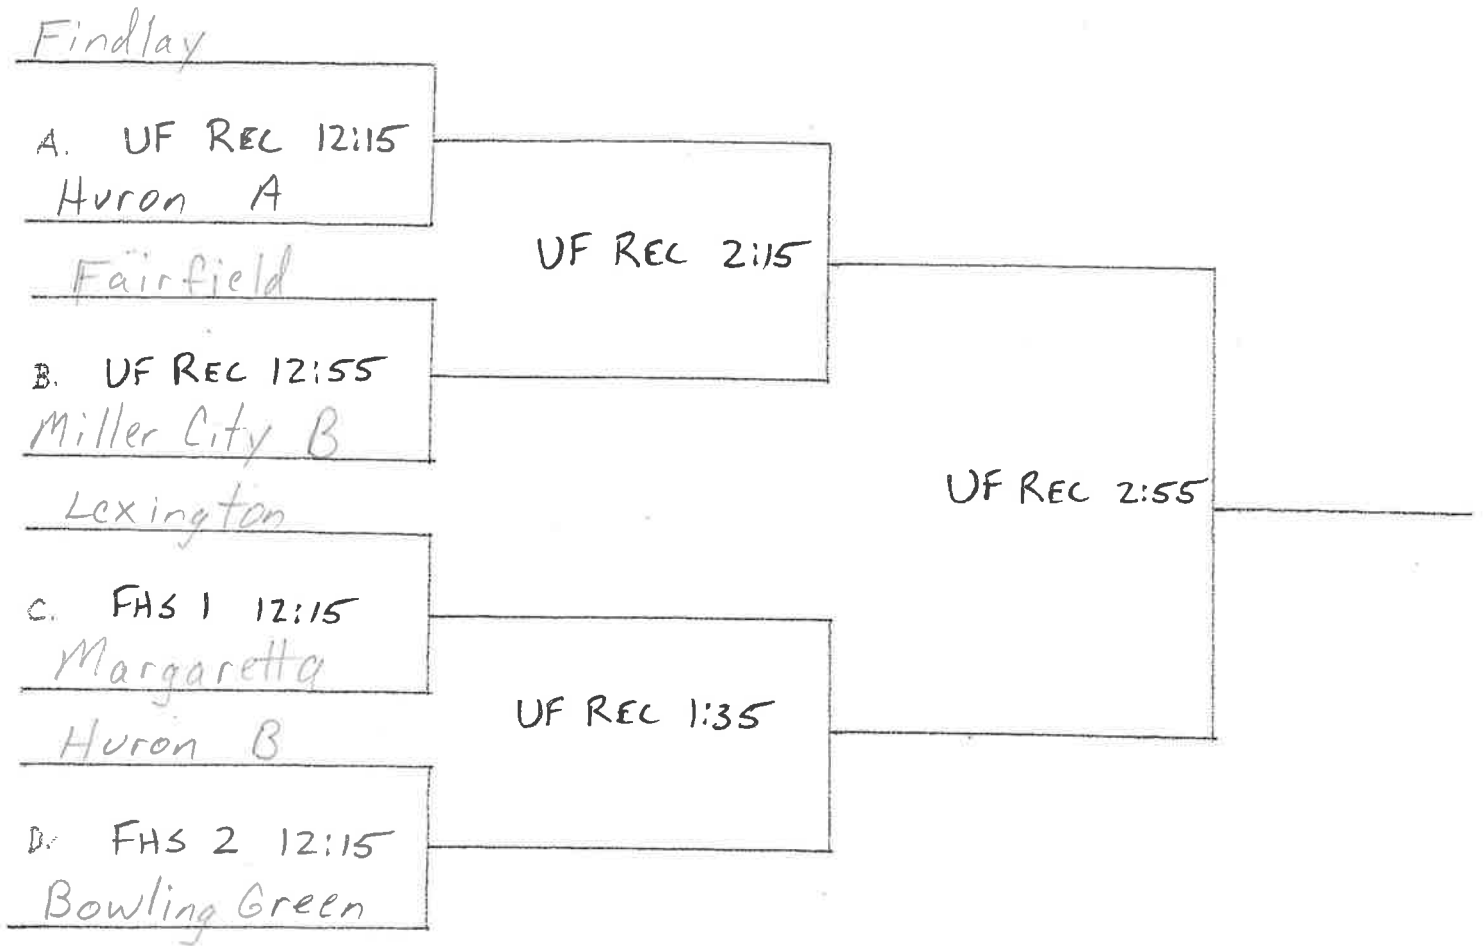 Findlay
A. UF REC 12:15
Huron A
Fairfield
B. UF REC 12:55
Miller City B
Lexington
C. FHS 1 12:15
Margaretta
Huron B
D. FHS 2 12:15
Bowling Green
UF REC 2:15
UF REC 1:35
UF REC 2:55